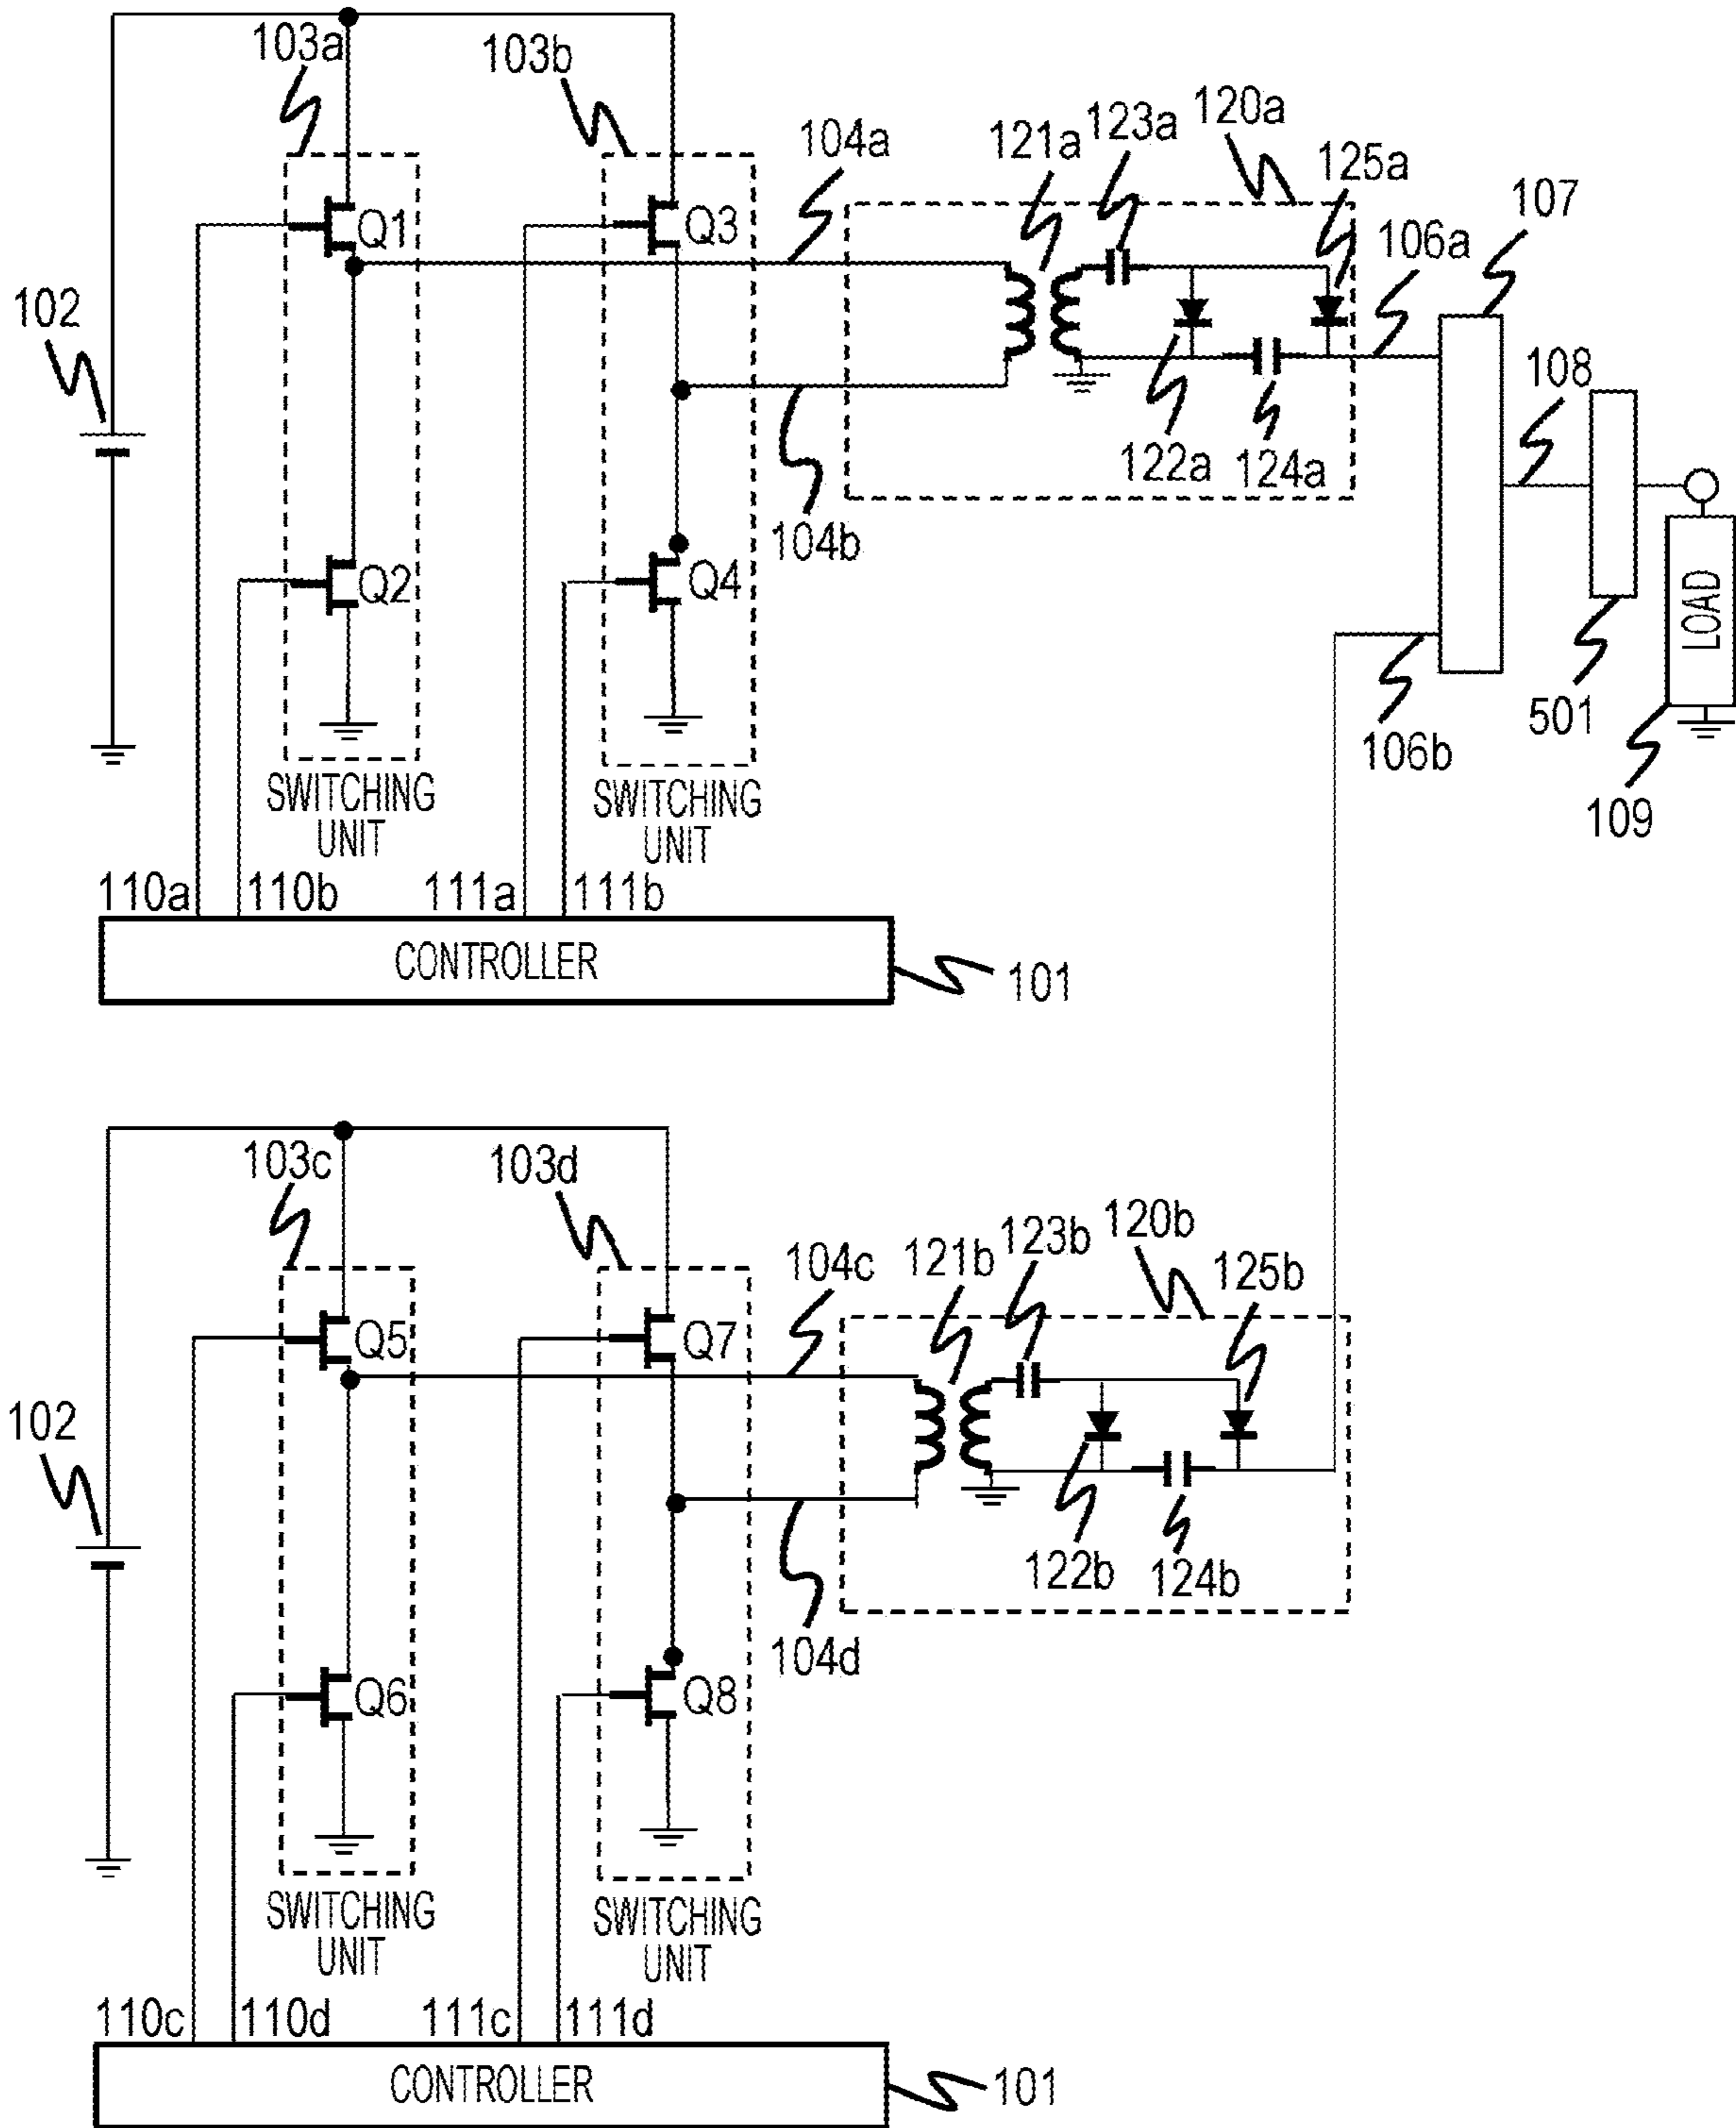 103a
103b
120a
123a
104a
121a
125a
107
Q1
Q3
106a
102
108
122a
124a
104b
Q2
Q4
LOAD
501
106b
109
SWITCHING
UNIT
SWITCHING
UNIT
110a
110b
111a
111b
CONTROLLER
101
103c
103d
120b
123b
121b
104c
125b
Q5
Q7
102
122b
124b
104d
Q6
Q8
SWITCHING
UNIT
SWITCHING
UNIT
110c
110d
111c
111d
CONTROLLER
101